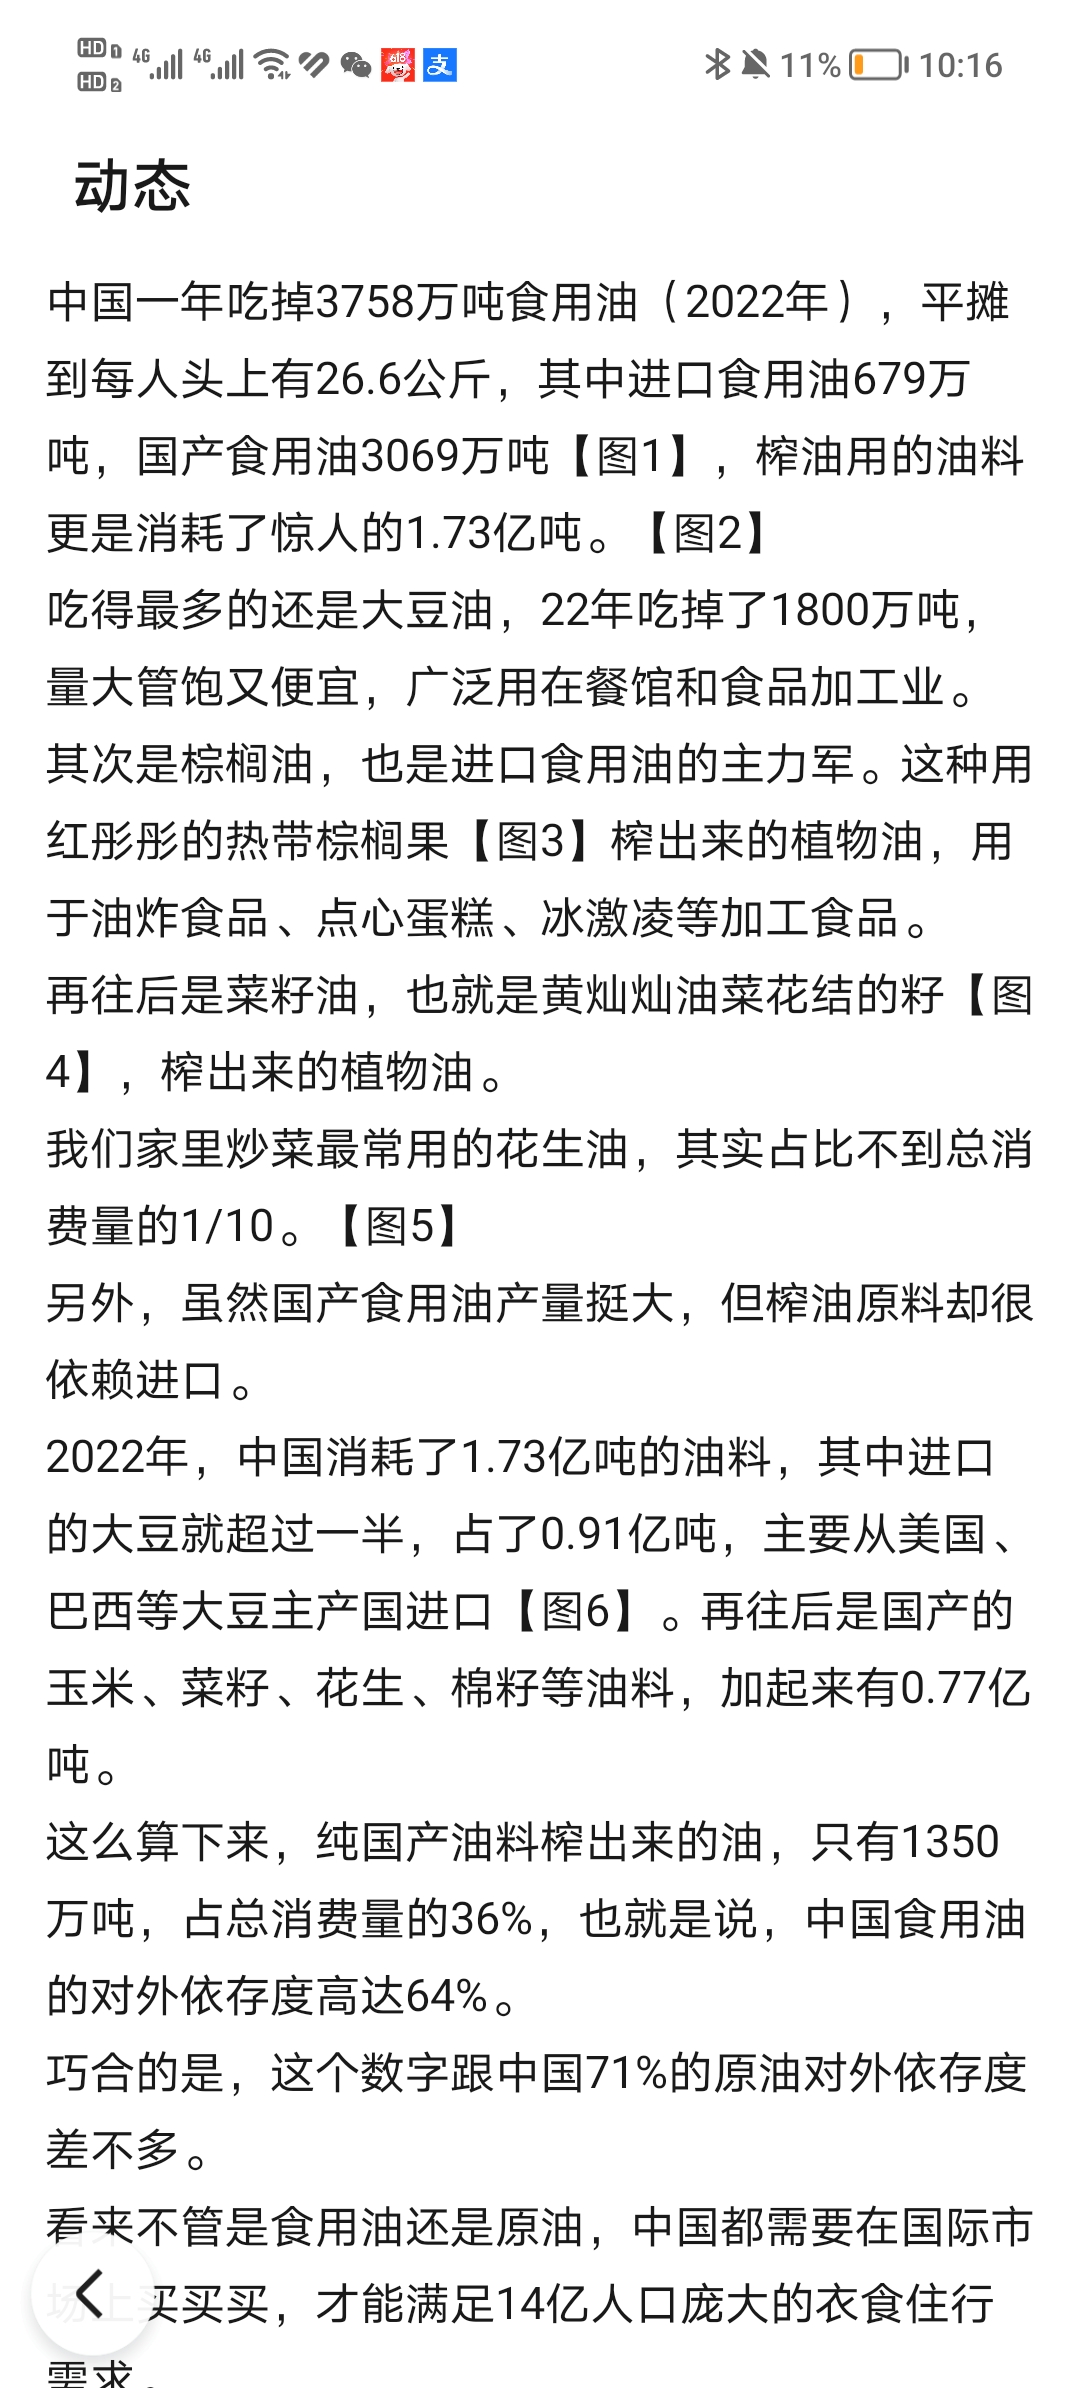 HD 1 4G 4G 618 支 11% 10:16
HD 2
动态
中国一年吃掉3758万吨食用油（2022年），平摊
到每人头上有26.6公斤，其中进口食用油679万
吨，国产食用油3069万吨【图1】，榨油用的油料
更是消耗了惊人的1.73亿吨。【图2】
吃得最多的还是大豆油，22年吃掉了1800万吨，
量大管饱又便宜，广泛用在餐馆和食品加工业。
其次是棕榈油，也是进口食用油的主力军。这种用
红彤彤的热带棕榈果【图3】榨出来的植物油，用
于油炸食品、点心蛋糕、冰激凌等加工食品。
再往后是菜籽油，也就是黄灿灿油菜花结的籽【图
4】，榨出来的植物油。
我们家里炒菜最常用的花生油，其实占比不到总消
费量的1/10。【图5】
另外，虽然国产食用油产量挺大，但榨油原料却很
依赖进口。
2022年，中国消耗了1.73亿吨的油料，其中进口
的大豆就超过一半，占了0.91亿吨，主要从美国、
巴西等大豆主产国进口【图6】。再往后是国产的
玉米、菜籽、花生、棉籽等油料，加起来有0.77亿
吨。
这么算下来，纯国产油料榨出来的油，只有1350
万吨，占总消费量的36%，也就是说，中国食用油
的对外依存度高达64%。
巧合的是，这个数字跟中国71%的原油对外依存度
差不多。
看来不管是食用油还是原油，中国都需要在国际市
场上买买买，才能满足14亿人口庞大的衣食住行
需求。